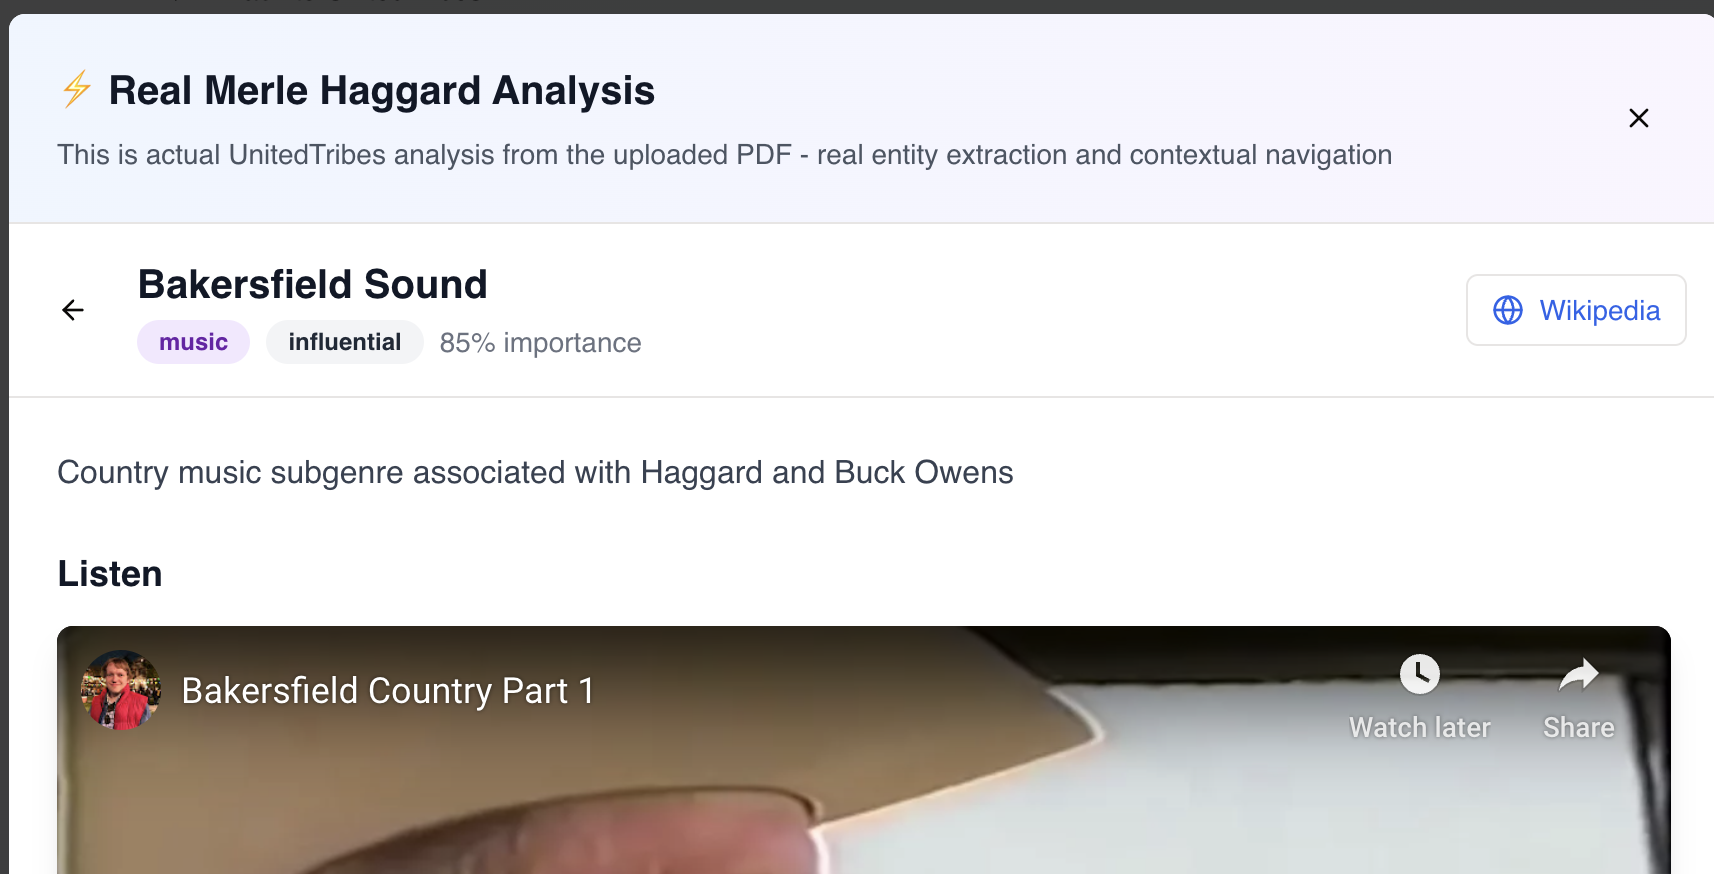 Real Merle Haggard Analysis
This is actual UnitedTribes analysis from the uploaded PDF - real entity extraction and contextual navigation
Bakersfield Sound
music influential 85% importance
Wikipedia
Country music subgenre associated with Haggard and Buck Owens
Listen
Bakersfield Country Part 1
Watch later Share